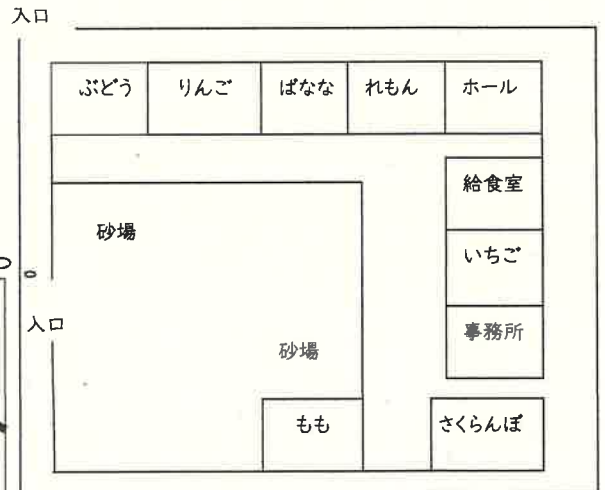 入口
ぶどう りんご ばなな れもん ホール
給食室
砂場
いちご
入口
事務所
砂場
もも
さくらんぼ